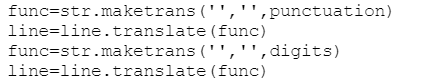 func=str.maketrans('','',punctuation)
line=line.translate(func)
func=str.maketrans('','',digits)
line=line.translate(func)